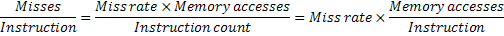 Misses/Instruction = Miss rate × Memory accesses/Instruction count = Miss rate × Memory accesses/Instruction